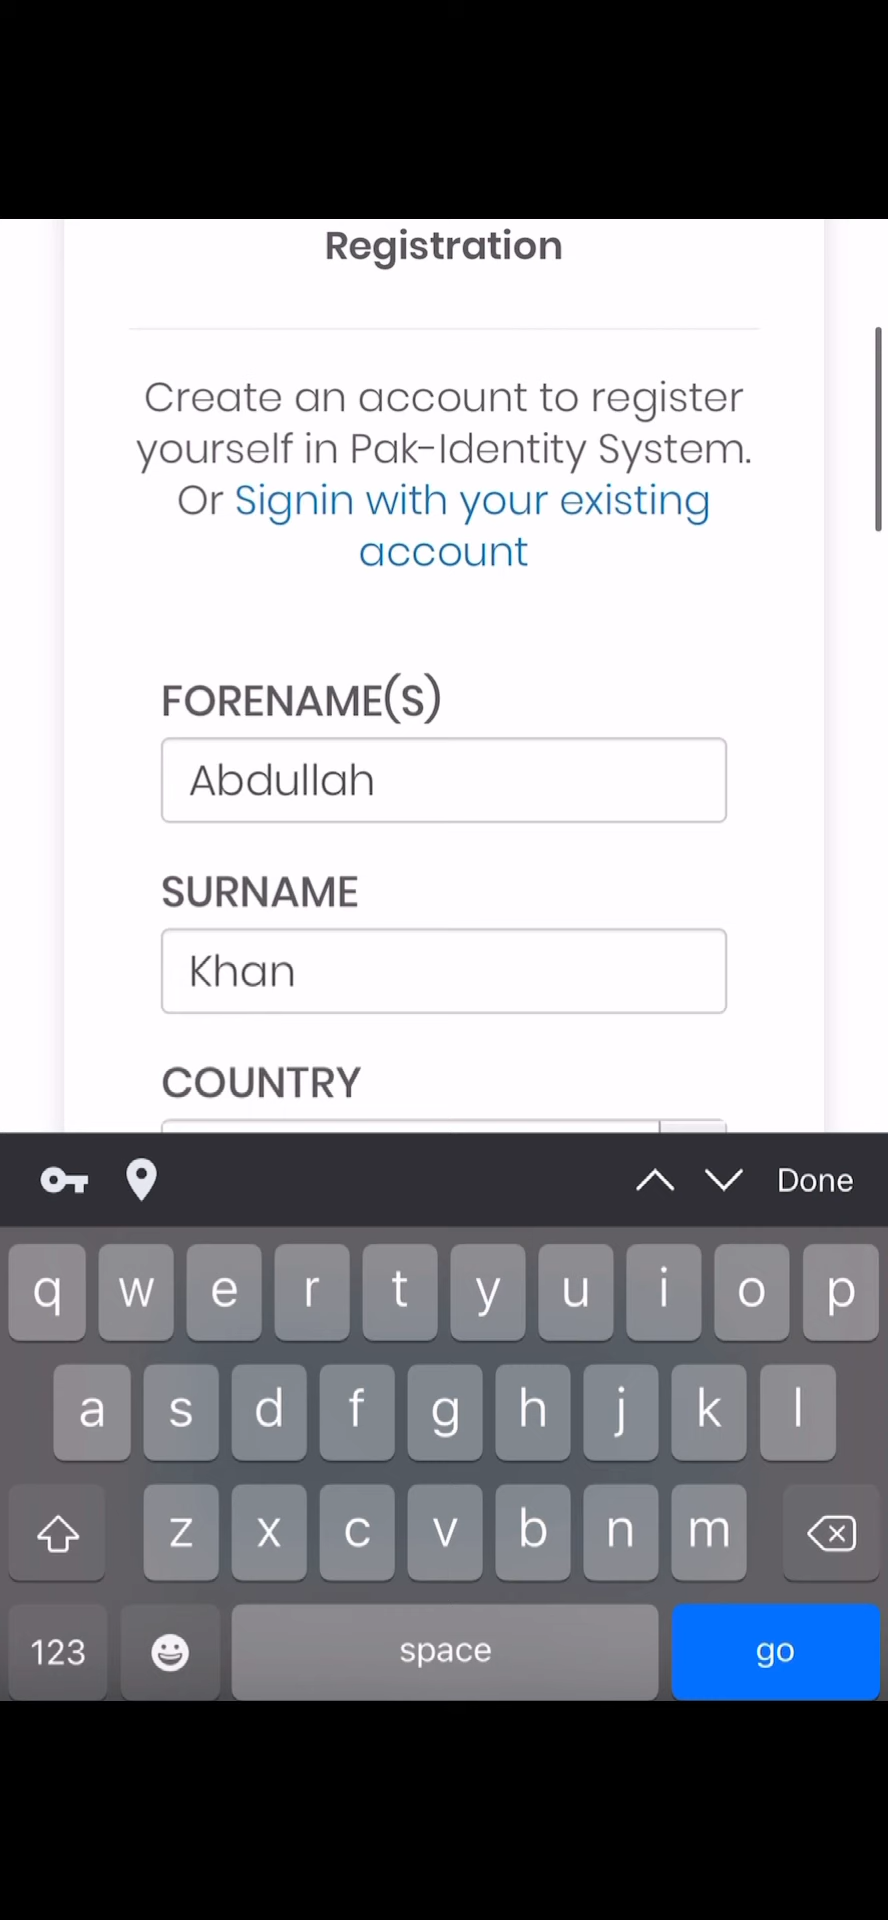 Registration
Create an account to register
yourself in Pak-Identity System.
Or Signin with your existing
account
FORENAME(S)
Abdullah
SURNAME
Khan
COUNTRY
Done
q w e r t y u i o p
a s d f g h j k l
z x c v b n m
123 space go